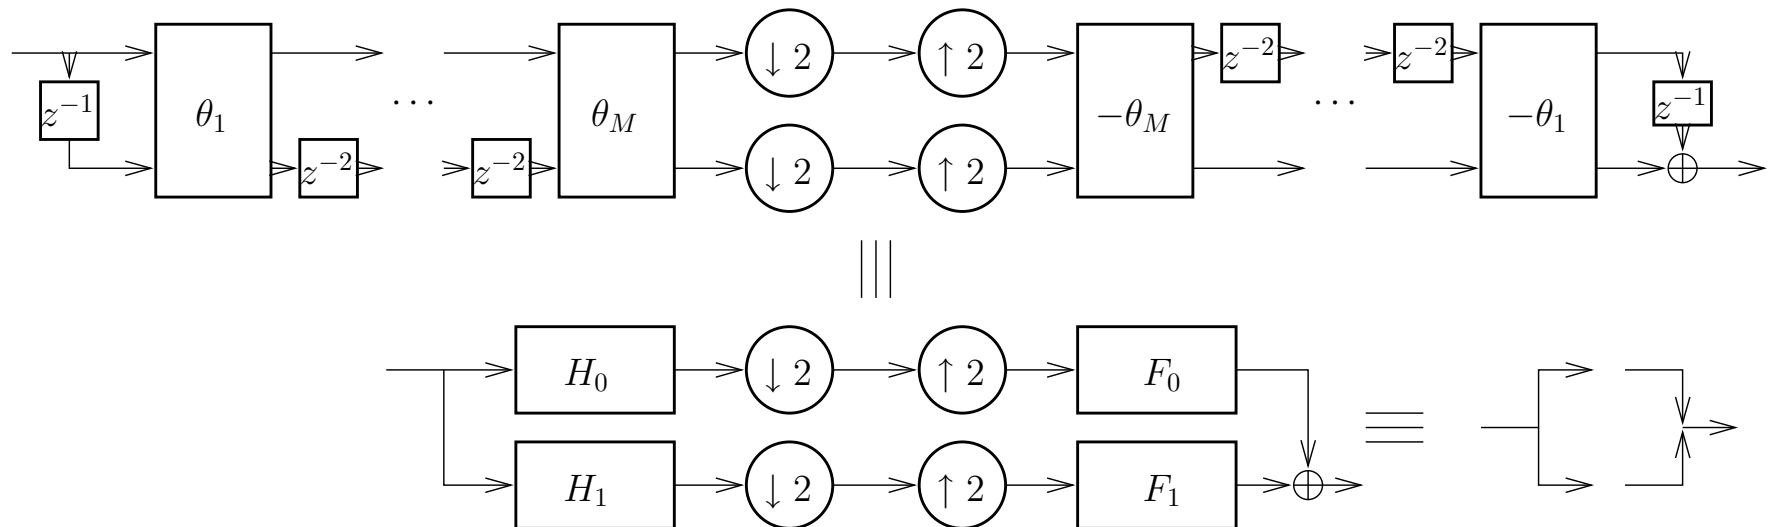 ↓ 2 ↑ 2 z^{-2} z^{-2}
z^{-1} θ_1 ⋯ θ_M −θ_M ⋯ −θ_1 z^{-1}
z^{-2} z^{-2} ↓ 2 ↑ 2
H_0 ↓ 2 ↑ 2 F_0
H_1 ↓ 2 ↑ 2 F_1